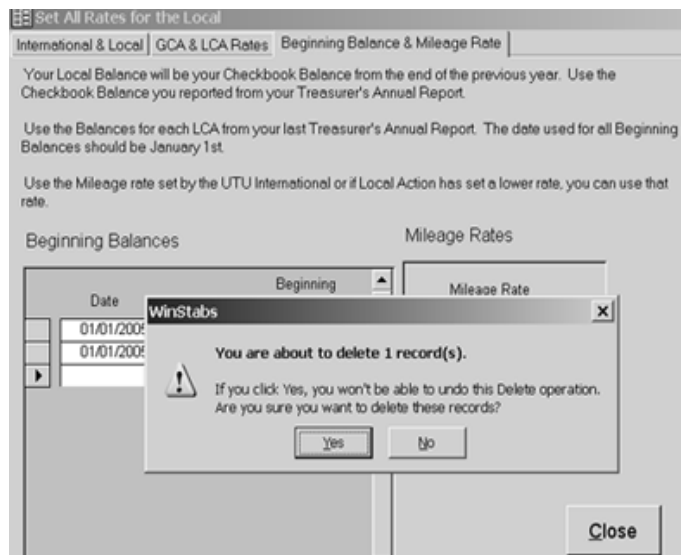 Set All Rates for the Local
International & Local GCA & LCA Rates Beginning Balance & Mileage Rate
Your Local Balance will be your Checkbook Balance from the end of the previous year. Use the
Checkbook Balance you reported from your Treasurer's Annual Report.
Use the Balances for each LCA from your last Treasurer's Annual Report. The date used for all Beginning
Balances should be January 1st.
Use the Mileage rate set by the UTU International or if Local Action has set a lower rate, you can use that
rate.
Beginning Balances
Mileage Rates
Beginning
Date
Mileage Rate
01/01/2005
01/01/2005
WinStabs
You are about to delete 1 record(s).
If you click Yes, you won't be able to undo this Delete operation.
Are you sure you want to delete these records?
Yes No
Close